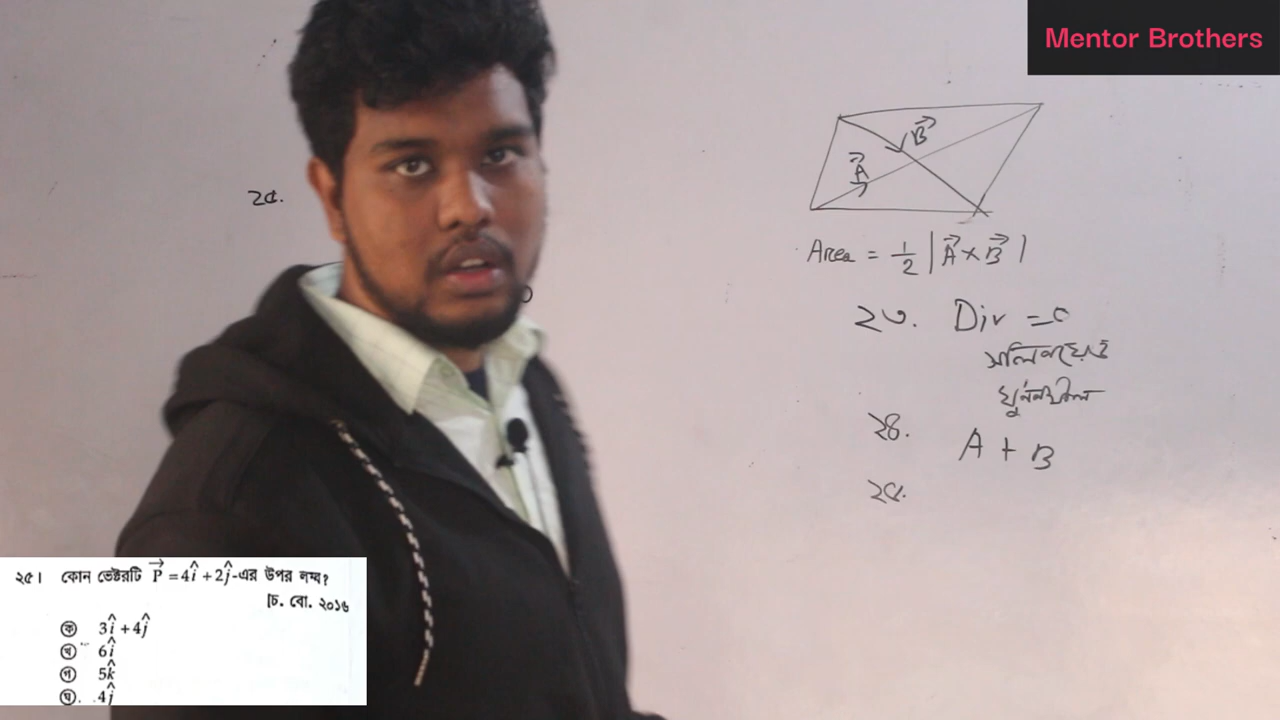 Mentor Brothers
২৫.
B
A
Area = 1/2 |A×B|
২৩. Div = 0
সলিনয়েড
ঘূর্ণনশীল
২৪. A + B
২৫.
২৫। কোন ভেক্টরটি P = 4î + 2ĵ-এর উপর লম্ব?
[চ. বো. ২০১৬
ক 3î + 4ĵ
খ 6î
গ 5k̂
ঘ. 4ĵ